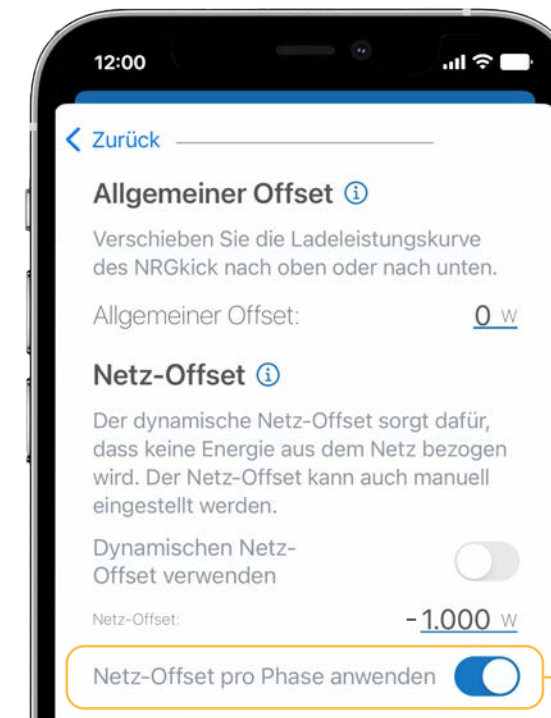 12:00
Zurück
Allgemeiner Offset
Verschieben Sie die Ladeleistungskurve
des NRGkick nach oben oder nach unten.
Allgemeiner Offset: 0 W
Netz-Offset
Der dynamische Netz-Offset sorgt dafür,
dass keine Energie aus dem Netz bezogen
wird. Der Netz-Offset kann auch manuell
eingestellt werden.
Dynamischen Netz-
Offset verwenden
Netz-Offset: -1.000 W
Netz-Offset pro Phase anwenden